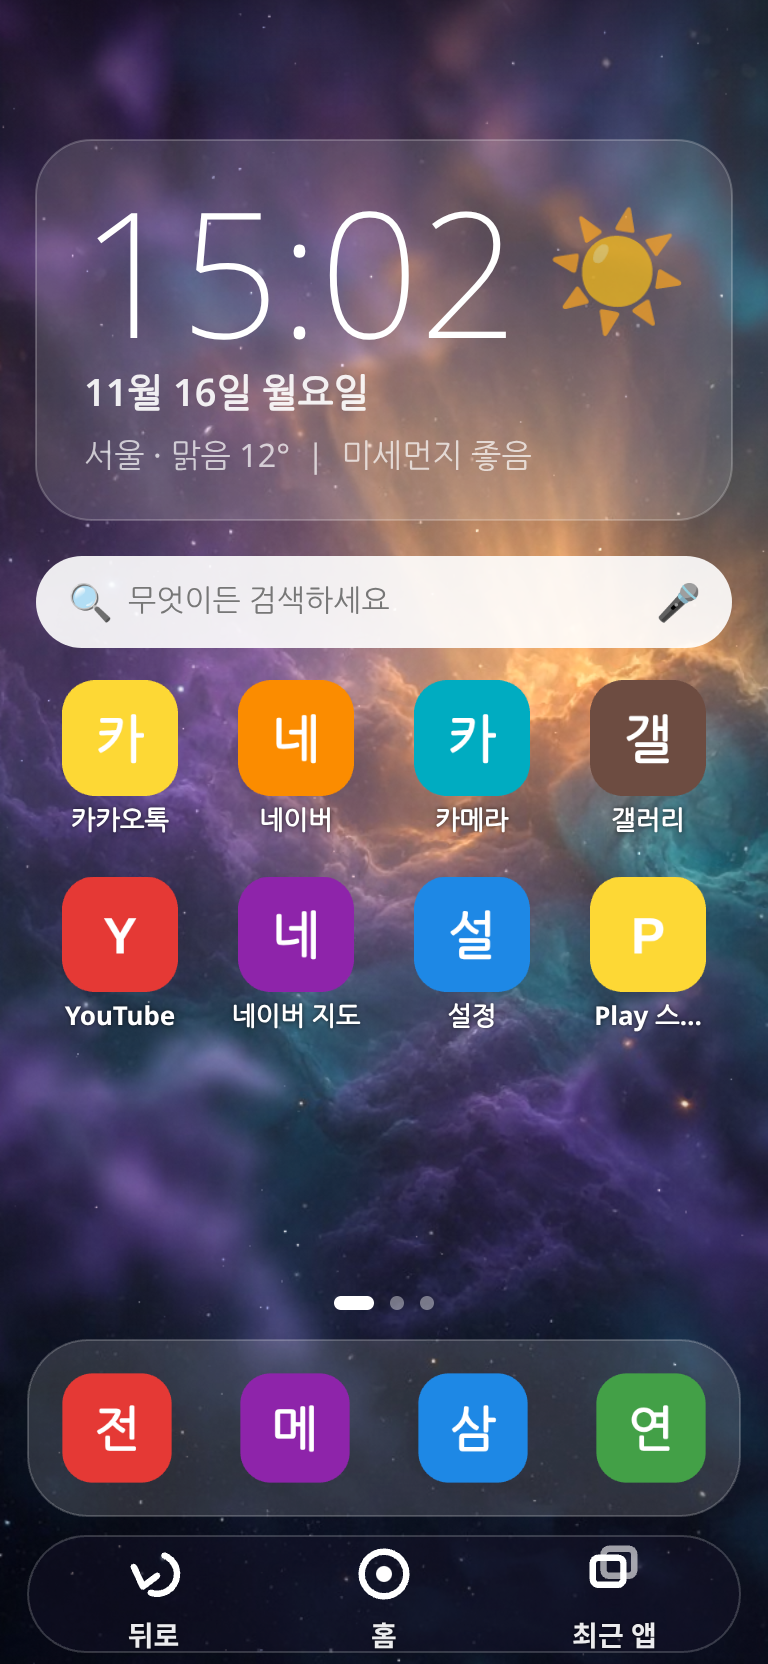 15:02
11월 16일 월요일
서울 · 맑음 12° | 미세먼지 좋음
무엇이든 검색하세요
카 네 카 갤
카카오톡 네이버 카메라 갤러리
Y 네 설 P
YouTube 네이버 지도 설정 Play 스...
전 메 삼 연
뒤로 홈 최근 앱